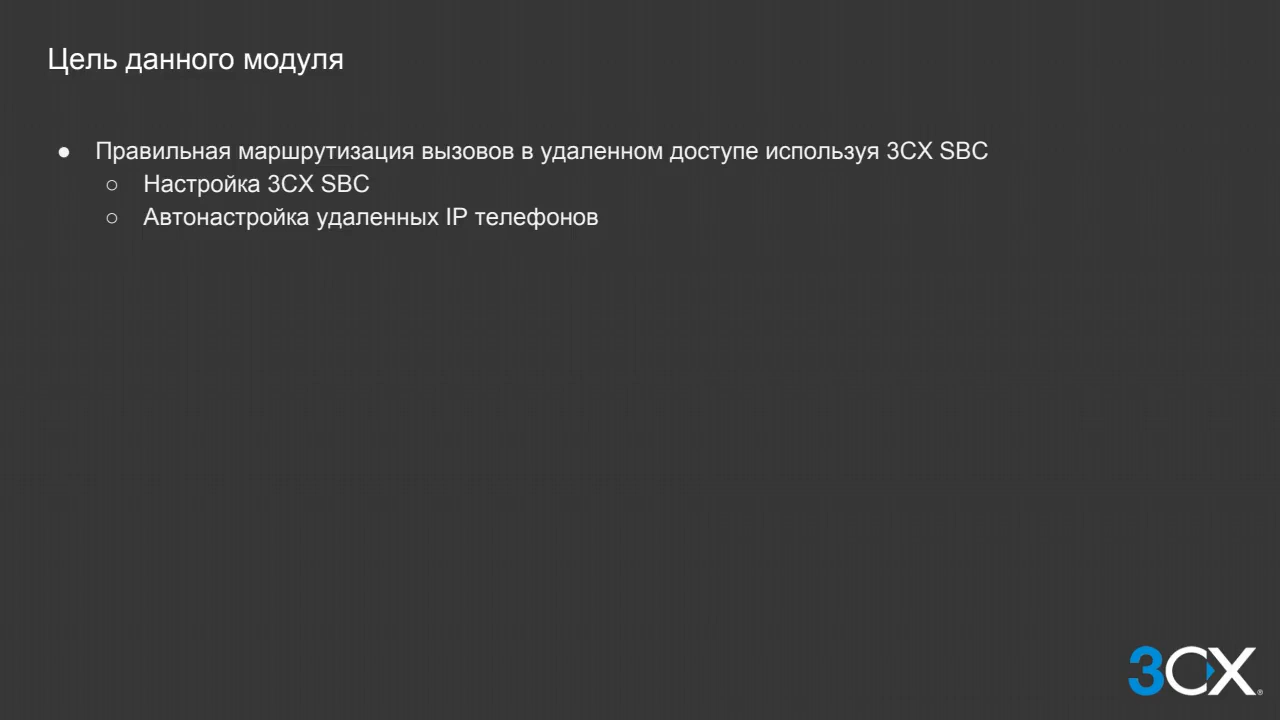 Цель данного модуля
● Правильная маршрутизация вызовов в удаленном доступе используя 3CX SBC
○ Настройка 3CX SBC
○ Автонастройка удаленных IP телефонов
3CX®